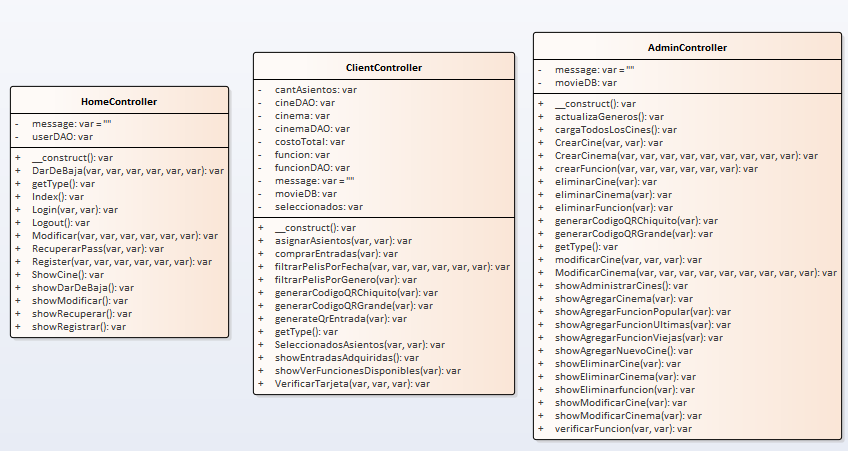 HomeController
- message: var = ""
- userDAO: var
+ __construct(): var
+ DarDeBaja(var, var, var, var, var, var): var
+ getType(): var
+ Index(): var
+ Login(var, var): var
+ Logout(): var
+ Modificar(var, var, var, var, var, var): var
+ RecuperarPass(var, var): var
+ Register(var, var, var, var, var, var): var
+ ShowCine(): var
+ showDarDeBaja(): var
+ showModificar(): var
+ showRecuperar(): var
+ showRegistrar(): var
ClientController
- cantAsientos: var
- cineDAO: var
- cinema: var
- cinemaDAO: var
- costoTotal: var
- funcion: var
- funcionDAO: var
- message: var = ""
- movieDB: var
- seleccionados: var
+ __construct(): var
+ asignarAsientos(var, var): var
+ comprarEntradas(var): var
+ filtrarPelisPorFecha(var, var, var, var, var, var): var
+ filtrarPelisPorGenero(var): var
+ generarCodigoQRChiquito(var): var
+ generarCodigoQRGrande(var): var
+ generateQrEntrada(var): var
+ getType(): var
+ SeleccionadosAsientos(var, var): var
+ showEntradasAdquiridas(): var
+ showVerFuncionesDisponibles(var): var
+ VerificarTarjeta(var, var, var): var
AdminController
- message: var = ""
- movieDB: var
+ __construct(): var
+ actualizaGeneros(): var
+ cargaTodosLosCines(): var
+ CrearCine(var, var): var
+ CrearCinema(var, var, var, var, var, var, var, var, var): var
+ crearFuncion(var, var, var, var, var): var
+ eliminarCine(var): var
+ eliminarCinema(var): var
+ eliminarFuncion(var): var
+ generarCodigoQRChiquito(var): var
+ generarCodigoQRGrande(var): var
+ getType(): var
+ modificarCine(var, var, var): var
+ ModificarCinema(var, var, var, var, var, var, var, var, var): var
+ showAdministrarCines(): var
+ showAgregarCinema(var): var
+ showAgregarFuncionPopular(var): var
+ showAgregarFuncionUltimas(var): var
+ showAgregarFuncionViejas(var): var
+ showAgregarNuevoCine(): var
+ showEliminarCine(var): var
+ showEliminarCinema(var): var
+ showEliminarfuncion(var): var
+ showModificarCine(var): var
+ showModificarCinema(var): var
+ verificarFuncion(var, var): var